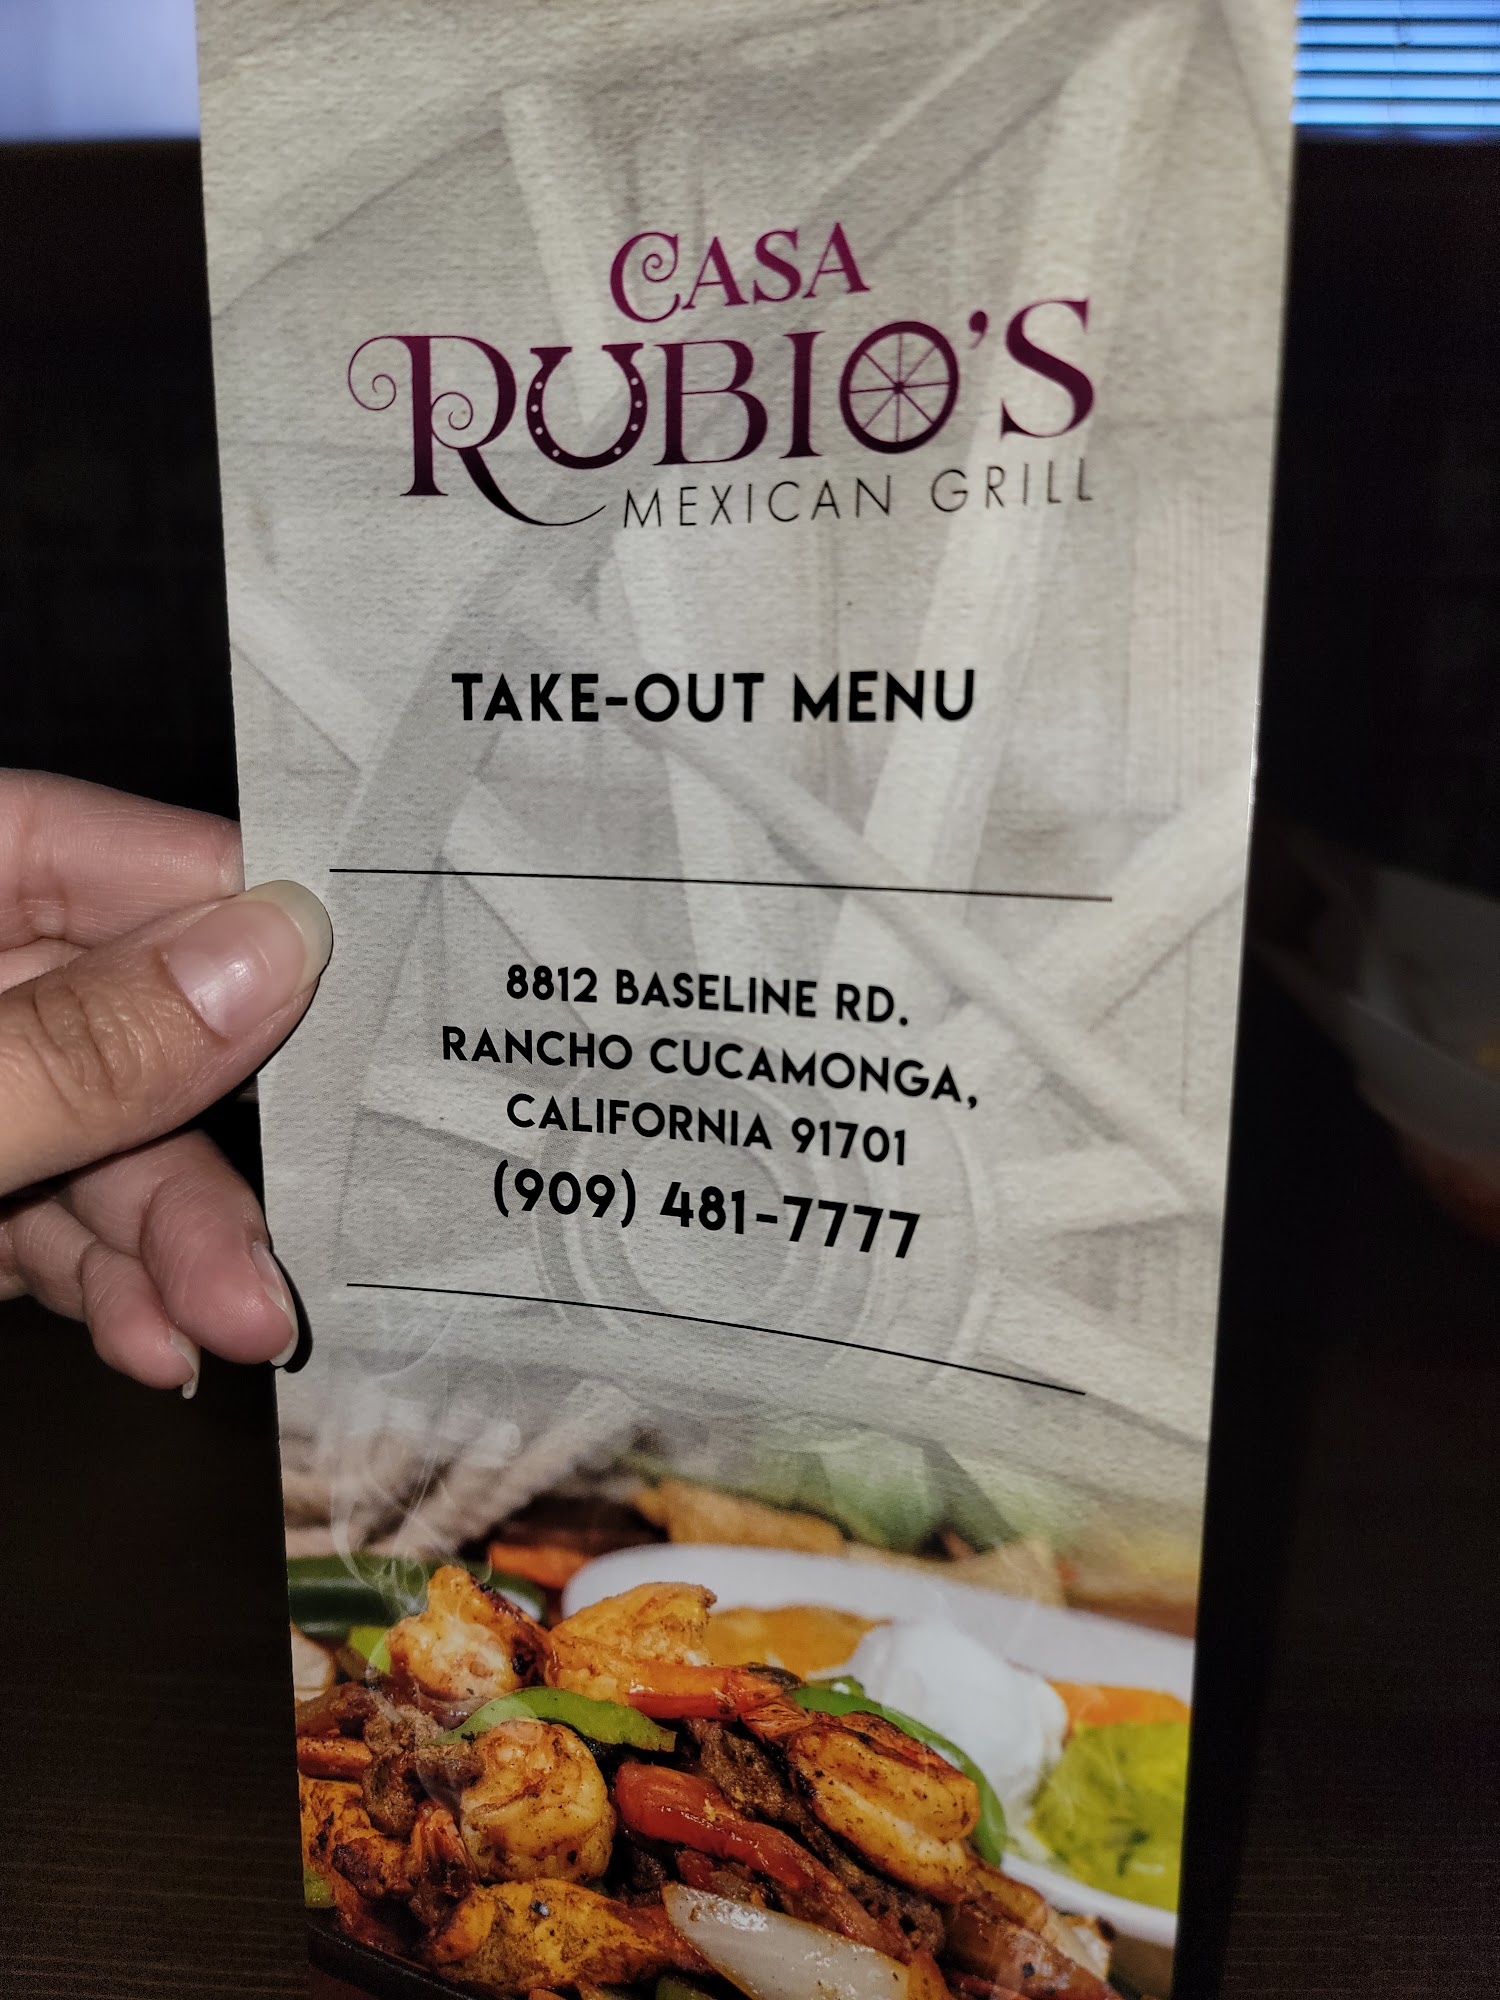 CASA
RUBIO'S
MEXICAN GRILL
TAKE-OUT MENU
8812 BASELINE RD.
RANCHO CUCAMONGA,
CALIFORNIA 91701
(909) 481-7777